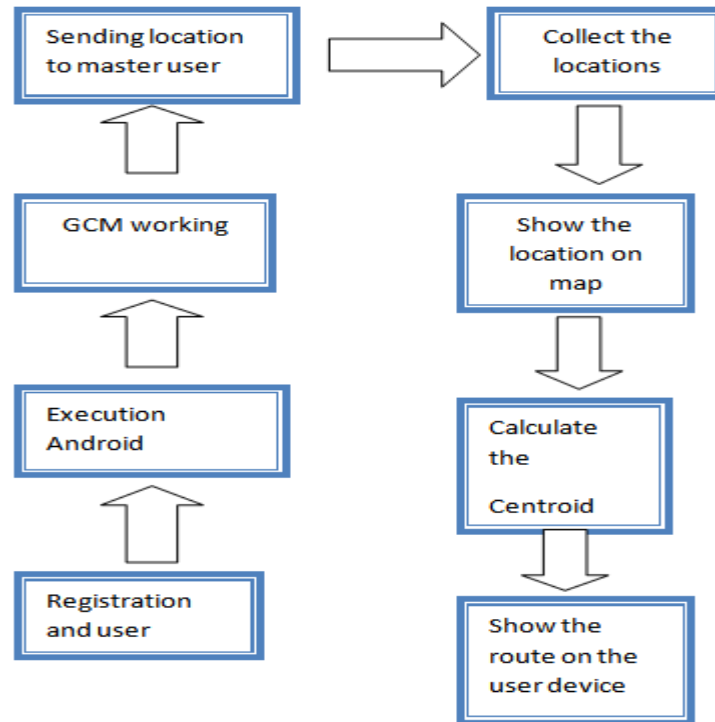 Sending location
to master user
Collect the
locations
GCM working
Show the
location on
map
Execution
Android
Calculate
the
Centroid
Registration
and user
Show the
route on the
user device